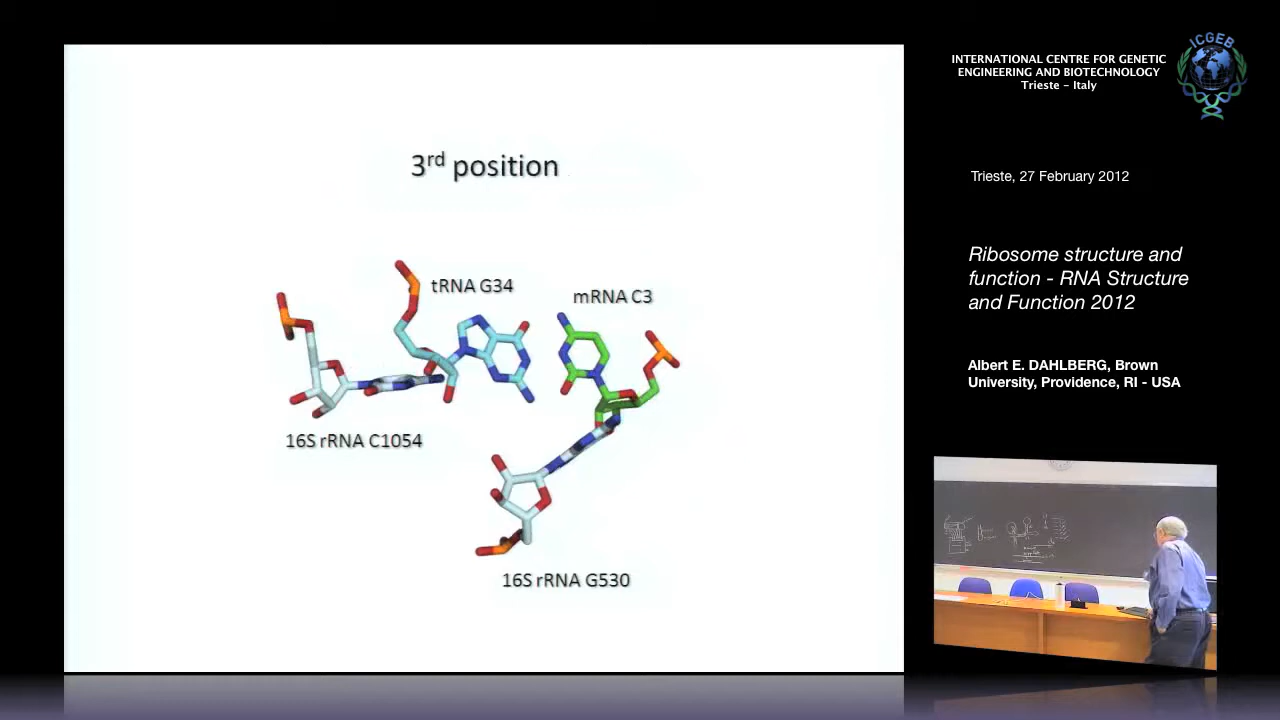 3rd position
tRNA G34
mRNA C3
16S rRNA C1054
16S rRNA G530
INTERNATIONAL CENTRE FOR GENETIC
ENGINEERING AND BIOTECHNOLOGY
Trieste - Italy
ICGEB
Trieste, 27 February 2012
Ribosome structure and
function - RNA Structure
and Function 2012
Albert E. DAHLBERG, Brown
University, Providence, RI - USA